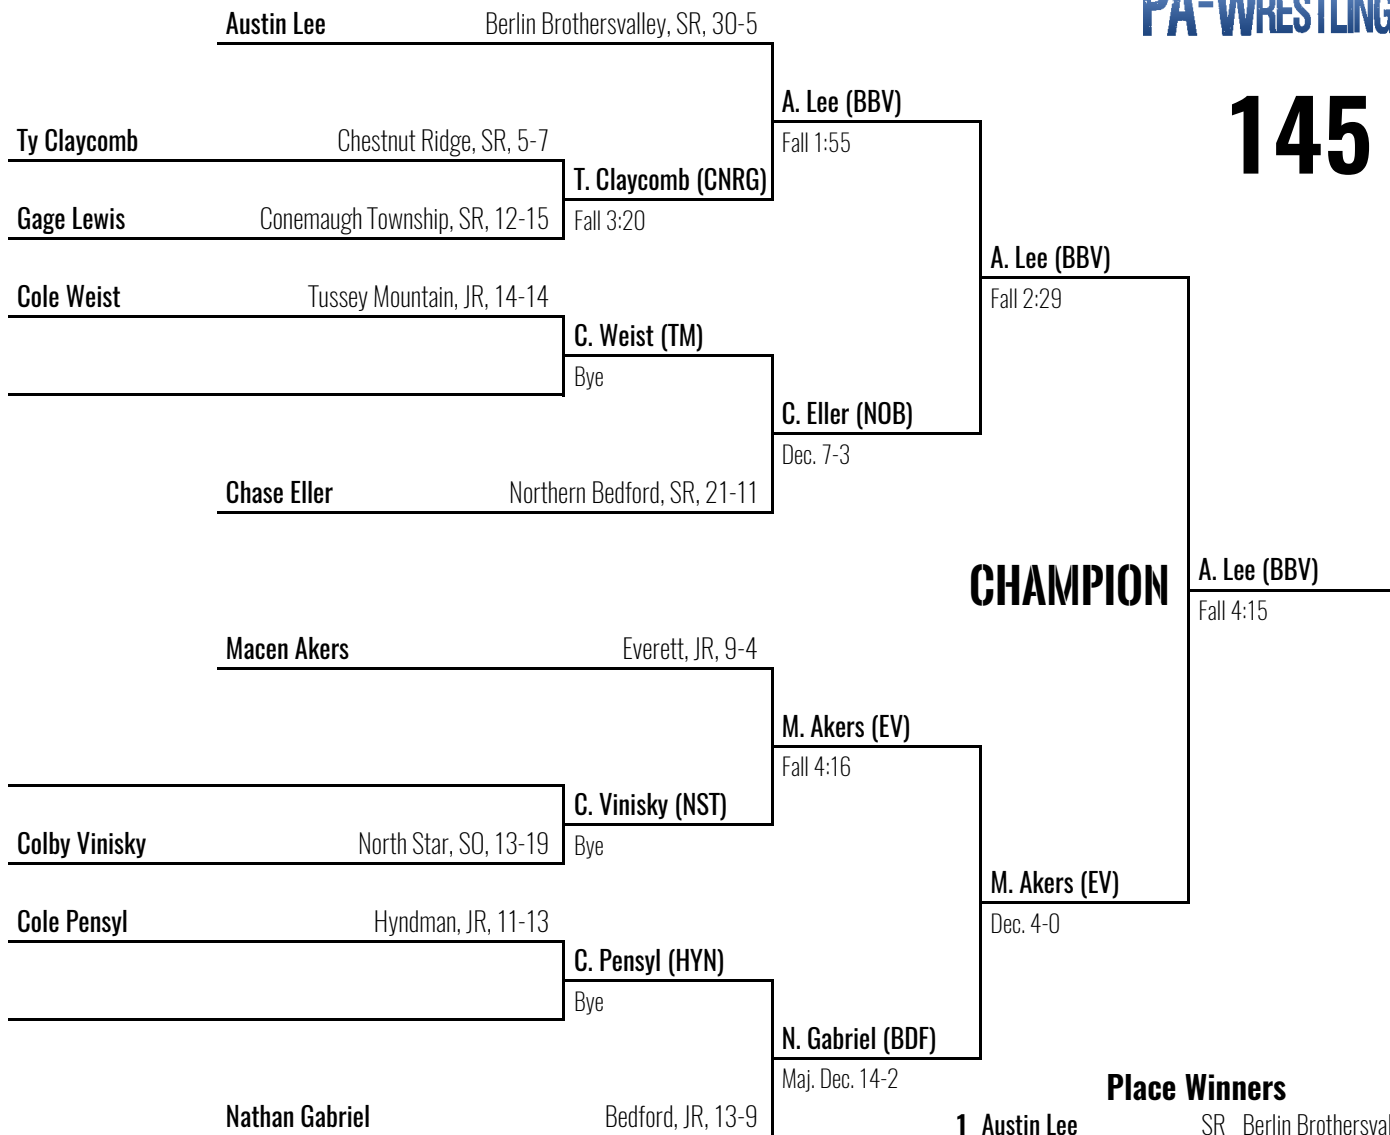 PA-WRESTLING
145
Austin Lee Berlin Brothersvalley, SR, 30-5
A. Lee (BBV)
Fall 1:55
Ty Claycomb Chestnut Ridge, SR, 5-7
T. Claycomb (CNRG)
Fall 3:20
Gage Lewis Conemaugh Township, SR, 12-15
A. Lee (BBV)
Fall 2:29
Cole Weist Tussey Mountain, JR, 14-14
C. Weist (TM)
Bye
C. Eller (NOB)
Dec. 7-3
Chase Eller Northern Bedford, SR, 21-11
CHAMPION
A. Lee (BBV)
Fall 4:15
Macen Akers Everett, JR, 9-4
M. Akers (EV)
Fall 4:16
C. Vinisky (NST)
Bye
Colby Vinisky North Star, SO, 13-19
M. Akers (EV)
Dec. 4-0
Cole Pensyl Hyndman, JR, 11-13
C. Pensyl (HYN)
Bye
N. Gabriel (BDF)
Maj. Dec. 14-2
Nathan Gabriel Bedford, JR, 13-9
Place Winners
1 Austin Lee SR Berlin Brothersval